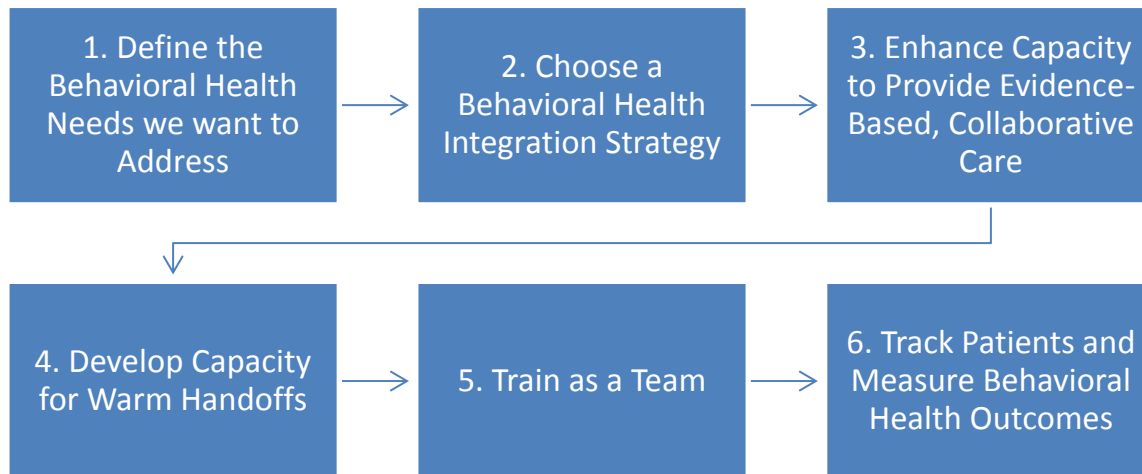 1. Define the
Behavioral Health
Needs we want to
Address
2. Choose a
Behavioral Health
Integration Strategy
3. Enhance Capacity
to Provide Evidence-
Based, Collaborative
Care
4. Develop Capacity
for Warm Handoffs
5. Train as a Team
6. Track Patients and
Measure Behavioral
Health Outcomes